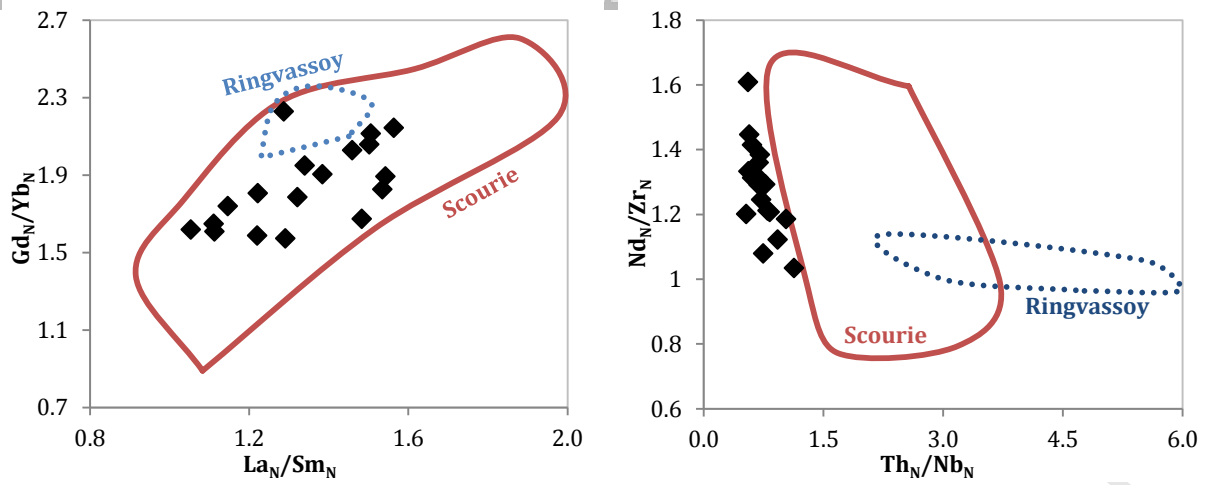 2.7
2.3
1.9
1.5
1.1
0.7
0.8
1.2
1.6
2.0
Gd_N/Yb_N
La_N/Sm_N
Ringvassoy
Scourie
1.8
1.6
1.4
1.2
1
0.8
0.6
0.0
1.5
3.0
4.5
6.0
Nd_N/Zr_N
Th_N/Nb_N
Ringvassoy
Scourie